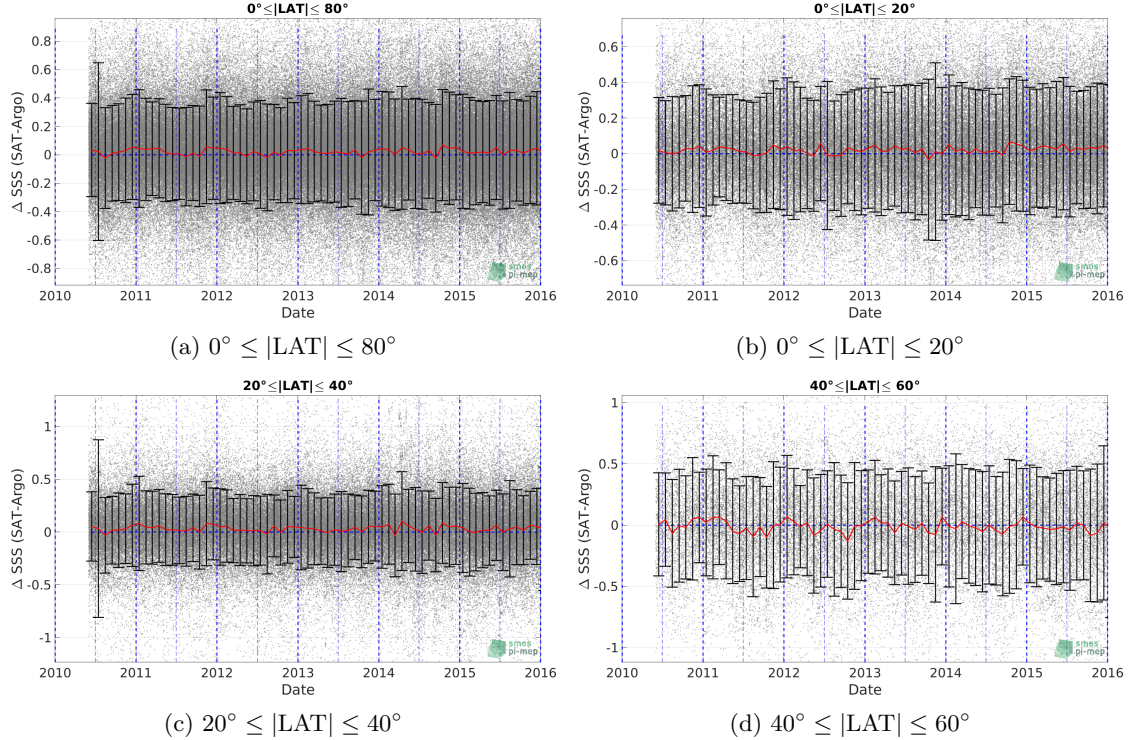 0°≤|LAT|≤ 80°
Δ SSS (SAT-Argo)
0.8
0.6
0.4
0.2
0
-0.2
-0.4
-0.6
-0.8
2010 2011 2012 2013 2014 2015 2016
Date
smos
pi-mep
(a) 0° ≤ |LAT| ≤ 80°
0°≤|LAT|≤ 20°
Δ SSS (SAT-Argo)
0.6
0.4
0.2
0
-0.2
-0.4
-0.6
2010 2011 2012 2013 2014 2015 2016
Date
smos
pi-mep
(b) 0° ≤ |LAT| ≤ 20°
20°≤|LAT|≤ 40°
Δ SSS (SAT-Argo)
1
0.5
0
-0.5
-1
2010 2011 2012 2013 2014 2015 2016
Date
smos
pi-mep
(c) 20° ≤ |LAT| ≤ 40°
40°≤|LAT|≤ 60°
Δ SSS (SAT-Argo)
1
0.5
0
-0.5
-1
2010 2011 2012 2013 2014 2015 2016
Date
smos
pi-mep
(d) 40° ≤ |LAT| ≤ 60°